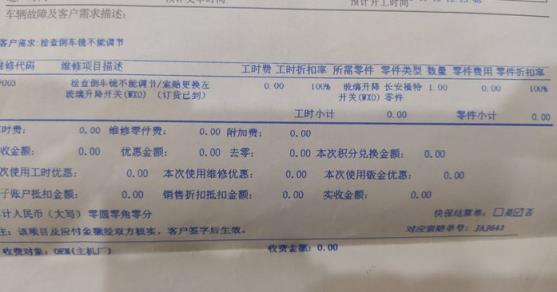 预计开工时间
车辆故障及客户需求描述:
客户需求:检查倒车镜不能调节
维修代码 维修项目描述 工时费 工时折扣率 所需零件 零件类型 数量 零件费用 零件折扣率
P003 检查倒车镜不能调节/索赔更换左 0.00 100% 玻璃升降 长安福特 1.00 0.00 100%
玻璃升降开关(WXO)(订货已到) 开关(WXO) 零件
工时小计 0.00 零件小计 0.00
时费: 0.00 维修零件费: 0.00 附加费: 0.00
收金额: 0.00 优惠金额: 0.00 去零: 0.00 本次积分兑换金额: 0.00
次使用工时优惠: 0.00 本次使用维修优惠: 0.00 本次使用钣金优惠: 0.00
子账户抵扣金额: 0.00 销售折扣抵扣金额: 0.00 实收金额: 0.00
计人民币(大写) 零圆零角零分 快保结算单: □是☑否
注: 该项目及应付金额经双方核实,客户签字后生效。 对应索赔单号: JA3641
收费对象: OEM(主机厂) 收费金额: 0.00